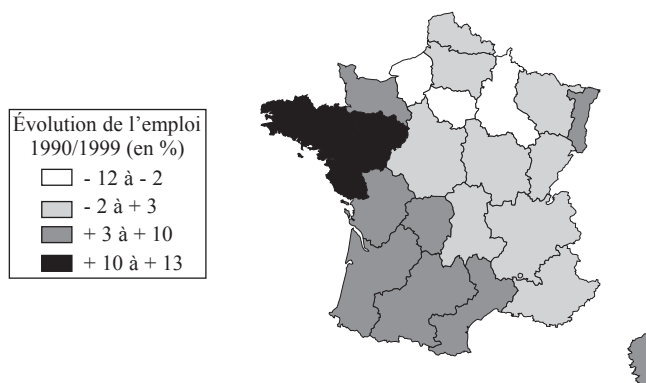 Évolution de l'emploi
1990/1999 (en %)
- 12 à - 2
- 2 à + 3
+ 3 à + 10
+ 10 à + 13